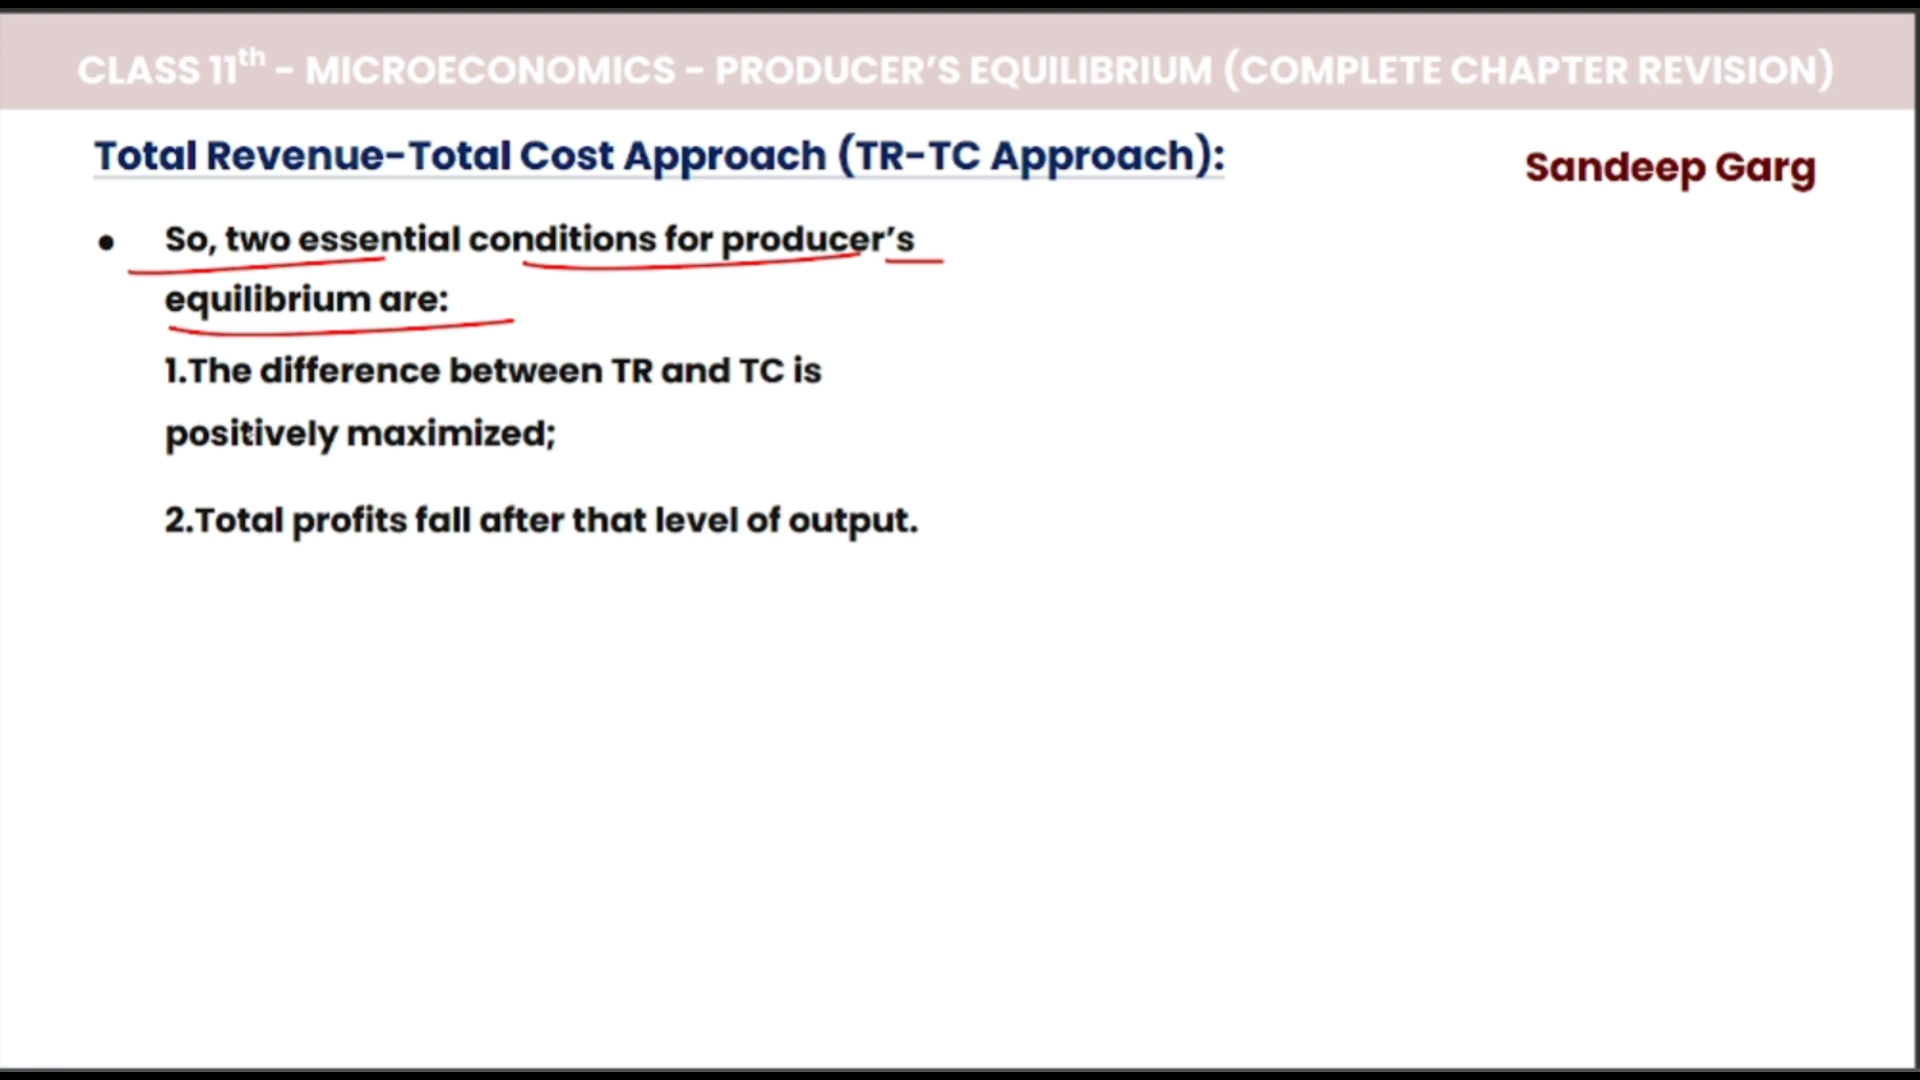 CLASS 11th - MICROECONOMICS - PRODUCER'S EQUILIBRIUM (COMPLETE CHAPTER REVISION)
Total Revenue-Total Cost Approach (TR-TC Approach):
Sandeep Garg
• So, two essential conditions for producer's
equilibrium are:
1.The difference between TR and TC is
positively maximized;
2.Total profits fall after that level of output.